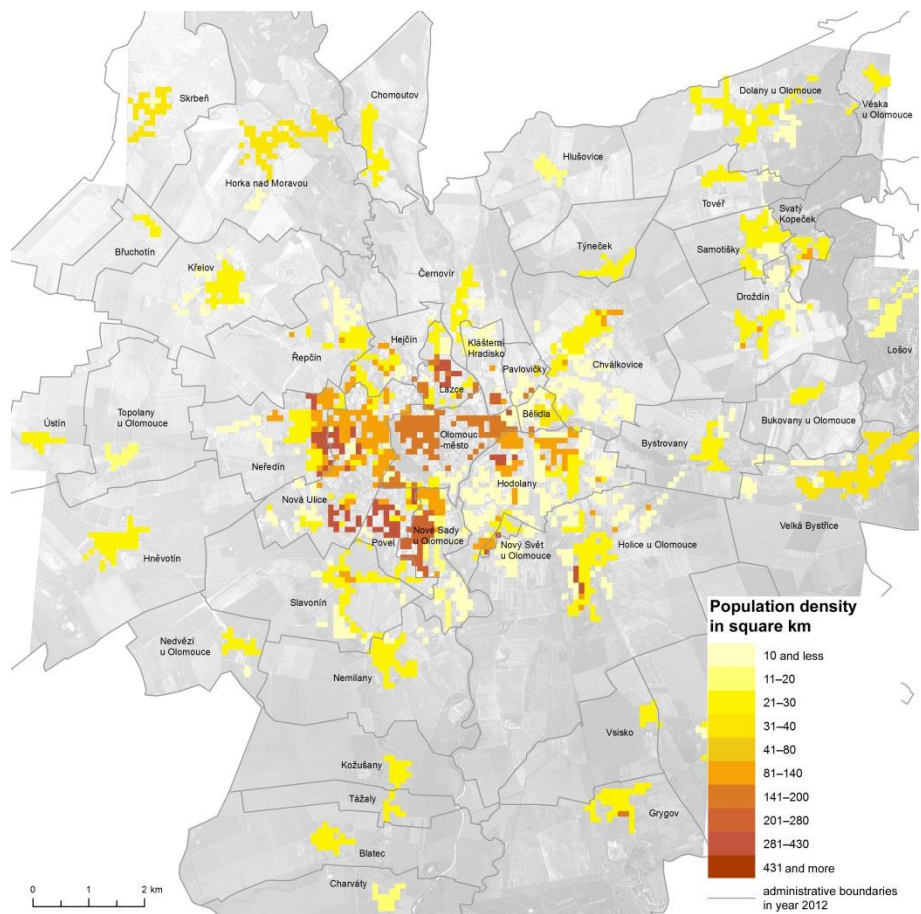 Skrbeň
Chomoutov
Dolany u Olomouce
Véska
u Olomouce
Hlušovice
Horka nad Moravou
Tovéř
Svatý
Kopeček
Břuchotín
Týneček
Samotišky
Křelov
Černovír
Droždín
Hejčín
Klášterní
Hradisko
Řepčín
Pavlovičky
Chválkovice
Lošov
Lazce
Bělidla
Ústín
Topolany
u Olomouce
Bukovany u Olomouce
Olomouc
-město
Bystrovany
Neředín
Hodolany
Nová Ulice
Velká Bystřice
Hněvotín
Povel
Nové Sady
u Olomouce
Nový Svět
u Olomouce
Holice u Olomouce
Slavonín
Nedvězí
u Olomouce
Nemilany
Vsisko
Kožušany
Tážaly
Grygov
Blatec
Charváty
Population density
in square km
10 and less
11–20
21–30
31–40
41–80
81–140
141–200
201–280
281–430
431 and more
administrative boundaries
in year 2012
0 1 2 km